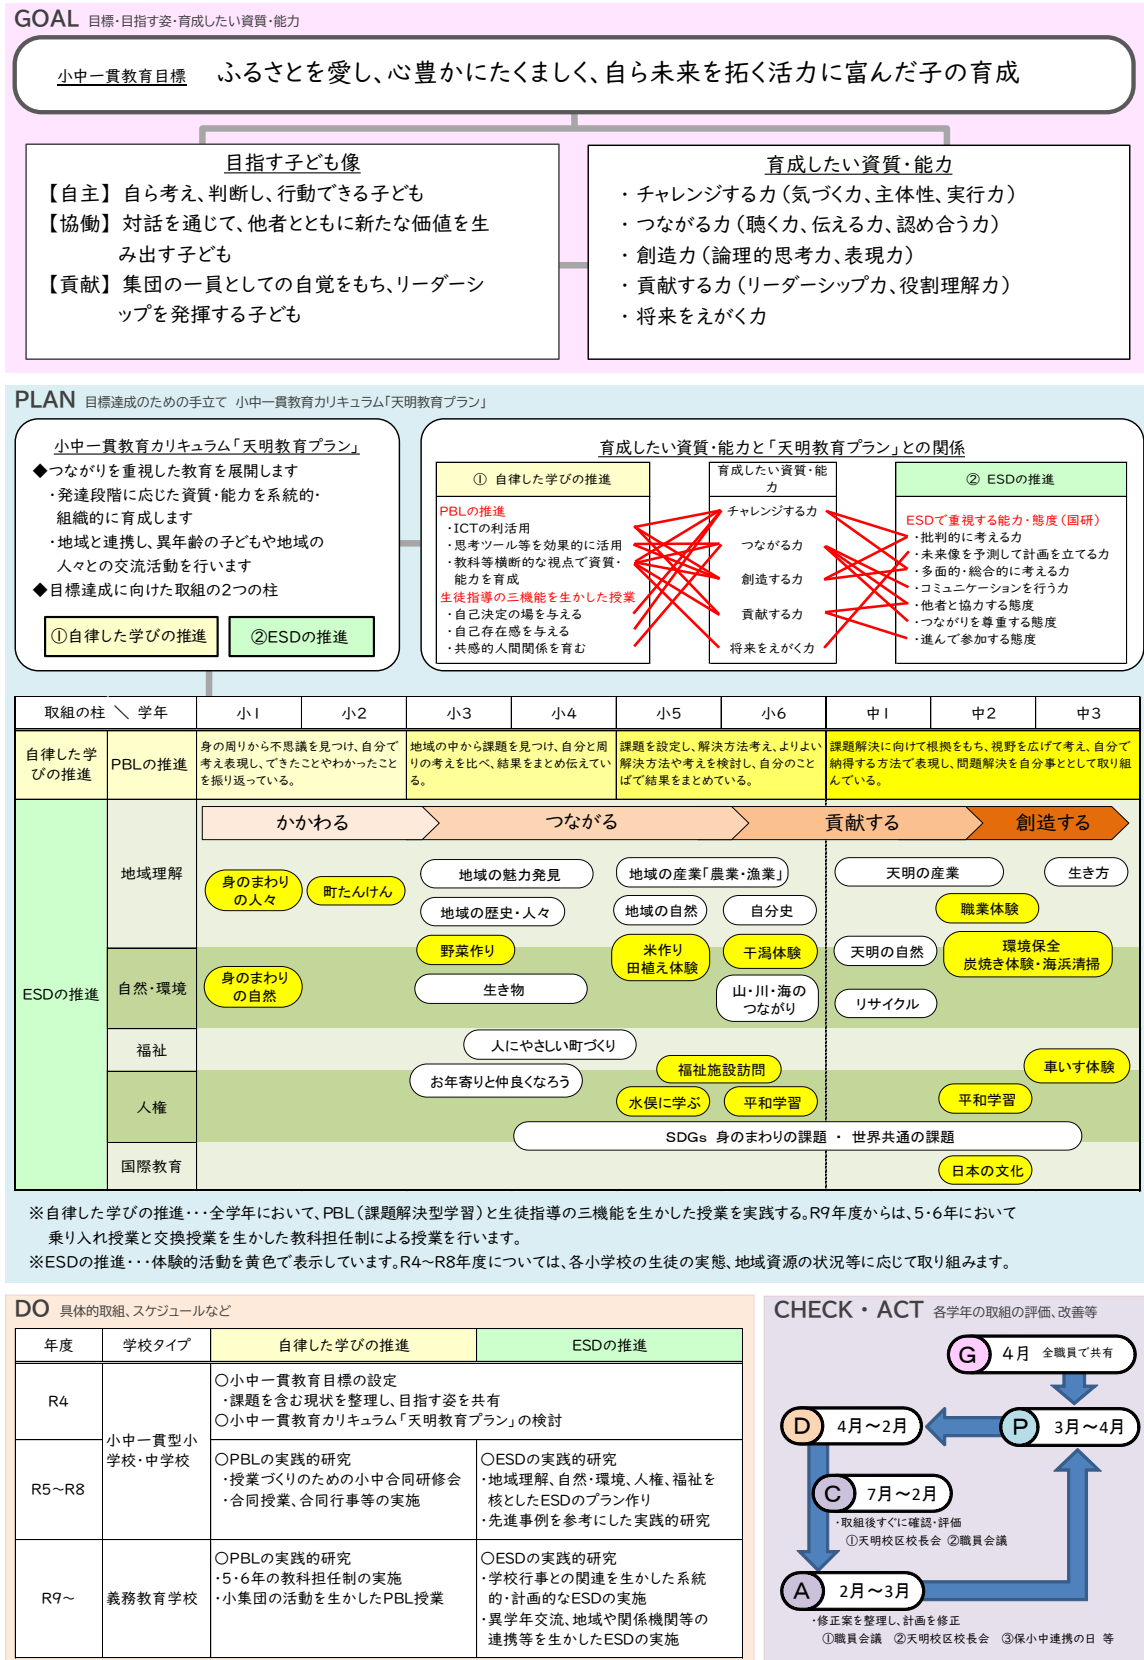 GOAL 目標・目指す姿・育成したい資質・能力
小中一貫教育目標 ふるさとを愛し、心豊かにたくましく、自ら未来を拓く活力に富んだ子の育成
目指す子ども像
【自主】 自ら考え、判断し、行動できる子ども
【協働】 対話を通じて、他者とともに新たな価値を生
み出す子ども
【貢献】 集団の一員としての自覚をもち、リーダーシ
ップを発揮する子ども
育成したい資質・能力
・ チャレンジする力（気づく力、主体性、実行力）
・ つながる力（聴く力、伝える力、認め合う力）
・ 創造力（論理的思考力、表現力）
・ 貢献する力（リーダーシップ力、役割理解力）
・ 将来をえがく力
PLAN 目標達成のための手立て 小中一貫教育カリキュラム「天明教育プラン」
小中一貫教育カリキュラム「天明教育プラン」
◆つながりを重視した教育を展開します
・発達段階に応じた資質・能力を系統的・
組織的に育成します
・地域と連携し、異年齢の子どもや地域の
人々との交流活動を行います
◆目標達成に向けた取組の2つの柱
①自律した学びの推進
②ESDの推進
育成したい資質・能力と「天明教育プラン」との関係
① 自律した学びの推進
PBLの推進
・ICTの利活用
・思考ツール等を効果的に活用
・教科等横断的な視点で資質・
能力を育成
生徒指導の三機能を生かした授業
・自己決定の場を与える
・自己存在感を与える
・共感的人間関係を育む
育成したい資質・能
力
チャレンジする力
つながる力
創造する力
貢献する力
将来をえがく力
② ESDの推進
ESDで重視する能力・態度（国研）
・批判的に考える力
・未来像を予測して計画を立てる力
・多面的・総合的に考える力
・コミュニケーションを行う力
・他者と協力する態度
・つながりを尊重する態度
・進んで参加する態度
取組の柱 ＼ 学年 小1 小2 小3 小4 小5 小6 中1 中2 中3
自律した学
びの推進
PBLの推進
身の周りから不思議を見つけ、自分で
考え表現し、できたことやわかったこと
を振り返っている。
地域の中から課題を見つけ、自分と周
りの考えを比べ、結果をまとめ伝えてい
る。
課題を設定し、解決方法考え、よりよい
解決方法や考えを検討し、自分のこと
ばで結果をまとめている。
課題解決に向けて根拠をもち、視野を広げて考え、自分で
納得する方法で表現し、問題解決を自分事ととして取り組
んでいる。
ESDの推進
かかわる つながる 貢献する 創造する
地域理解
身のまわり
の人々
町たんけん
地域の魅力発見
地域の歴史・人々
地域の産業「農業・漁業」
地域の自然
自分史
天明の産業
生き方
職業体験
自然・環境
身のまわり
の自然
野菜作り
生き物
米作り
田植え体験
干潟体験
山・川・海の
つながり
天明の自然
環境保全
炭焼き体験・海浜清掃
リサイクル
福祉
人にやさしい町づくり
お年寄りと仲良くなろう
福祉施設訪問
車いす体験
人権
水俣に学ぶ
平和学習
平和学習
SDGs 身のまわりの課題 ・ 世界共通の課題
国際教育
日本の文化
※自律した学びの推進・・・全学年において、PBL（課題解決型学習）と生徒指導の三機能を生かした授業を実践する。R9年度からは、5・6年において
乗り入れ授業と交換授業を生かした教科担任制による授業を行います。
※ESDの推進・・・体験的活動を黄色で表示しています。R4～R8年度については、各小学校の生徒の実態、地域資源の状況等に応じて取り組みます。
DO 具体的取組、スケジュールなど
年度 学校タイプ 自律した学びの推進 ESDの推進
R4
○小中一貫教育目標の設定
・課題を含む現状を整理し、目指す姿を共有
○小中一貫教育カリキュラム「天明教育プラン」の検討
小中一貫型小
学校・中学校
R5～R8
○PBLの実践的研究
・授業づくりのための小中合同研修会
・合同授業、合同行事等の実施
○ESDの実践的研究
・地域理解、自然・環境、人権、福祉を
核としたESDのプラン作り
・先進事例を参考にした実践的研究
R9～
義務教育学校
○PBLの実践的研究
・5・6年の教科担任制の実施
・小集団の活動を生かしたPBL授業
○ESDの実践的研究
・学校行事との関連を生かした系統
的・計画的なESDの実施
・異学年交流、地域や関係機関等の
連携等を生かしたESDの実施
CHECK・ACT 各学年の取組の評価、改善等
G 4月 全職員で共有
D 4月～2月
P 3月～4月
C 7月～2月
・取組後すぐに確認・評価
①天明校区校長会 ②職員会議
A 2月～3月
・修正案を整理し、計画を修正
①職員会議 ②天明校区校長会 ③保小中連携の日 等